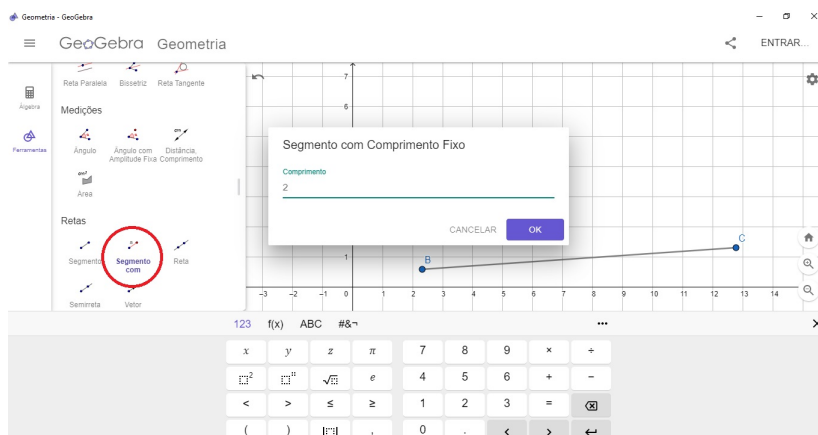 Geometria - GeoGebra
GeoGebra Geometria
ENTRAR...
Álgebra
Ferramentas
Reta Paralela Bissetriz Reta Tangente
Medições
Ângulo Ângulo com Amplitude Fixa Distância, Comprimento
cm
cm²
Área
Retas
Segmento Segmento com Reta
Semirreta Vetor
Segmento com Comprimento Fixo
Comprimento
2
CANCELAR OK
7
6
1
B
C
−3 −2 −1 0 1 2 3 4 5 6 7 8 9 10 11 12 13 14
123 f(x) ABC #&¬ •••
x y z π 7 8 9 × ÷
□² □ⁿ √□ e 4 5 6 + −
< > ≤ ≥ 1 2 3 =
( ) |□| , 0 . < >